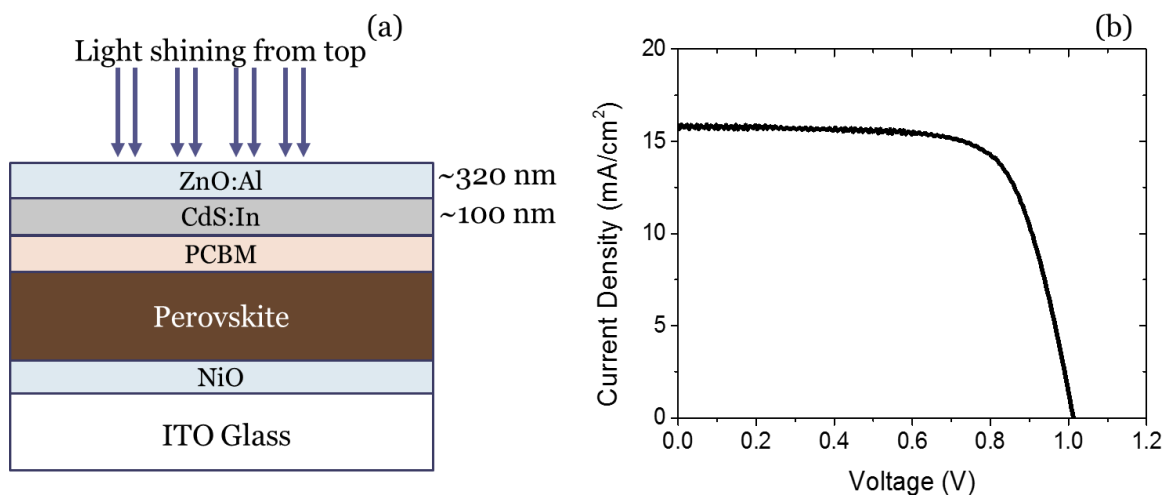 (a)
Light shining from top
ZnO:Al
~320 nm
CdS:In
~100 nm
PCBM
Perovskite
NiO
ITO Glass
(b)
Current Density (mA/cm²)
20
15
10
5
0
0.0 0.2 0.4 0.6 0.8 1.0 1.2
Voltage (V)